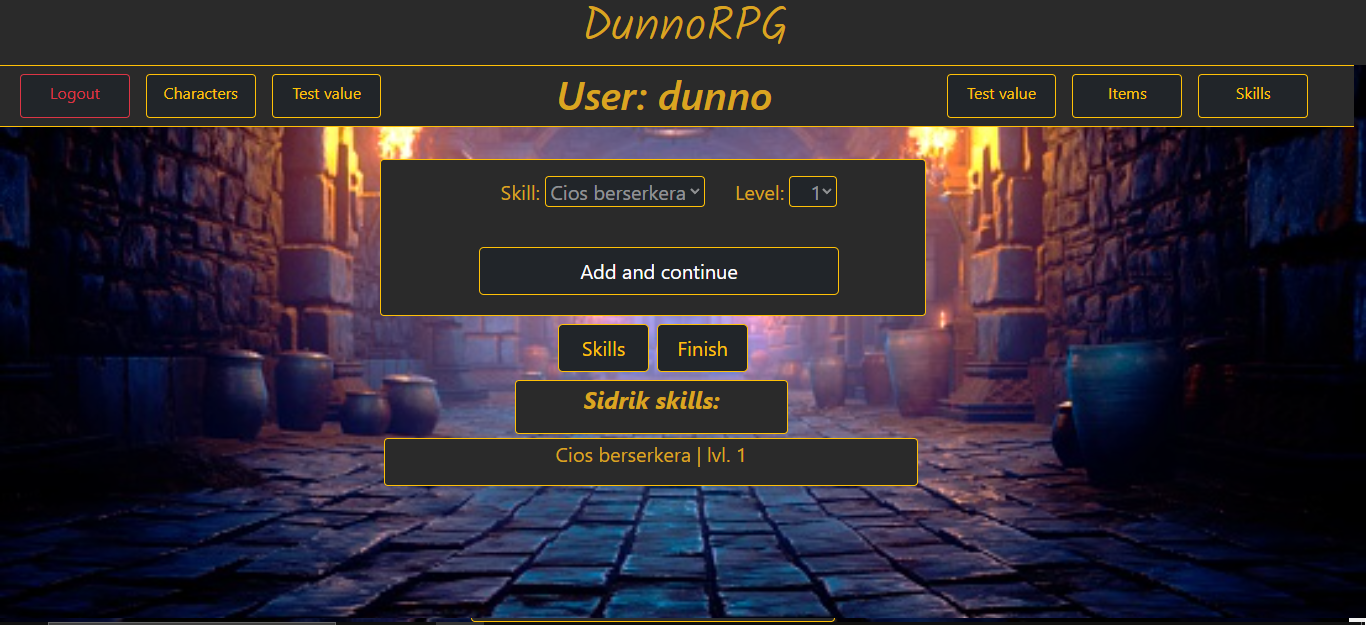 DunnoRPG
Logout Characters Test value User: dunno Test value Items Skills
Skill: Cios berserkera Level: 1
Add and continue
Skills Finish
Sidrik skills:
Cios berserkera | lvl. 1